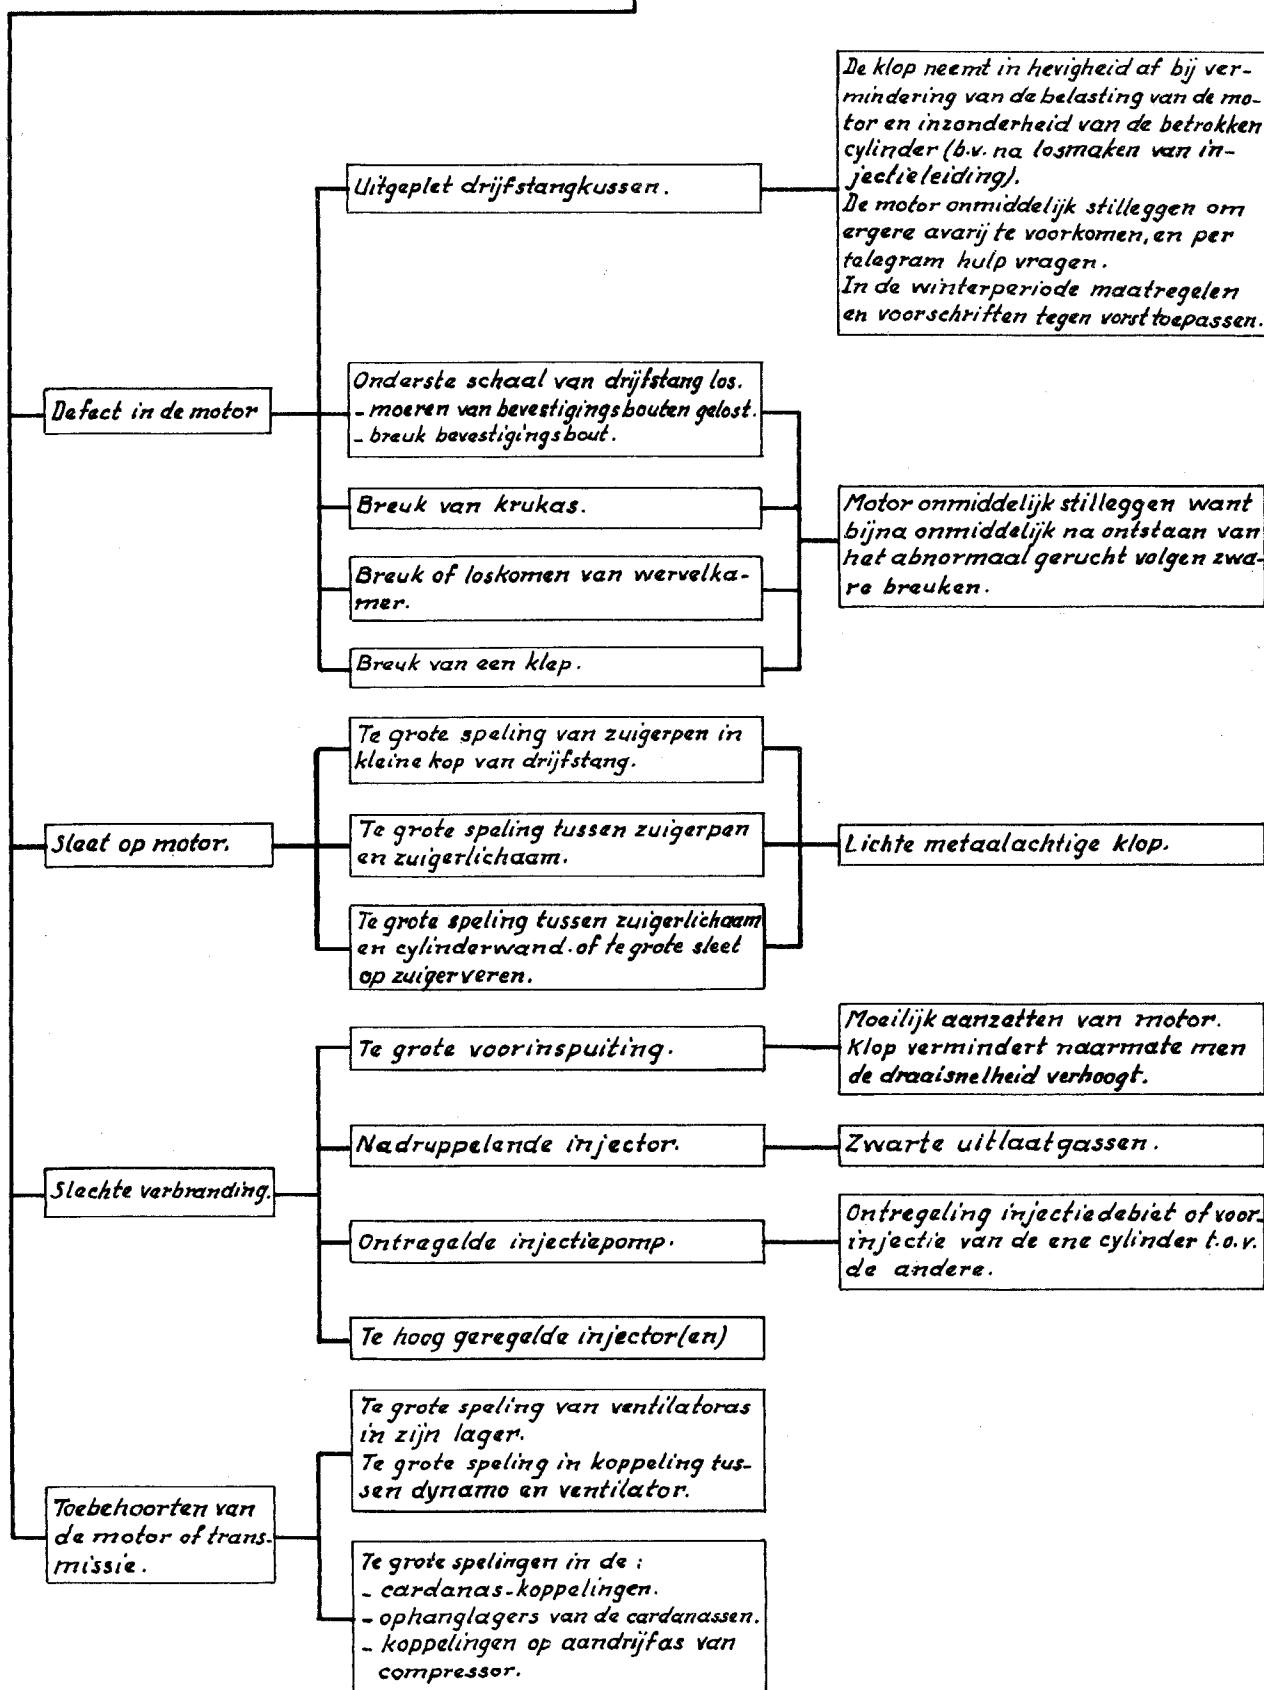 De klop neemt in hevigheid af bij ver-
mindering van de belasting van de mo-
tor en inzonderheid van de betrokken
cylinder (b.v. na losmaken van in-
jectieleiding).
De motor onmiddelijk stilleggen om
ergere avarij te voorkomen, en per
telegram hulp vragen.
In de winterperiode maatregelen
en voorschriften tegen vorst toepassen.
Uitgeplet drijfstangkussen.
Defect in de motor
Onderste schaal van drijfstang los.
- moeren van bevestigingsbouten gelost.
- breuk bevestigingsbout.
Breuk van krukas.
Breuk of loskomen van wervelka-
mer.
Breuk van een klep.
Motor onmiddelijk stilleggen want
bijna onmiddelijk na ontstaan van
het abnormaal gerucht volgen zwa-
re breuken.
Sleet op motor.
Te grote speling van zuigerpen in
kleine kop van drijfstang.
Te grote speling tussen zuigerpen
en zuigerlichaam.
Te grote speling tussen zuigerlichaam
en cylinderwand. of te grote sleet
op zuigerveren.
Lichte metaalachtige klop.
Slechte verbranding.
Te grote voorinspuiting.
Moeilijk aanzetten van motor.
Klop vermindert naarmate men
de draaisnelheid verhoogt.
Nadruppelende injector.
Zwarte uitlaatgassen.
Ontregelde injectiepomp.
Ontregeling injectiedebiet of voor-
injectie van de ene cylinder t.o.v.
de andere.
Te hoog geregelde injector(en)
Toebehoorten van
de motor of trans-
missie.
Te grote speling van ventilatoras
in zijn lager.
Te grote speling in koppeling tus-
sen dynamo en ventilator.
Te grote spelingen in de :
- cardanas-koppelingen.
- ophanglagers van de cardanassen.
- koppelingen op aandrijfas van
compressor.